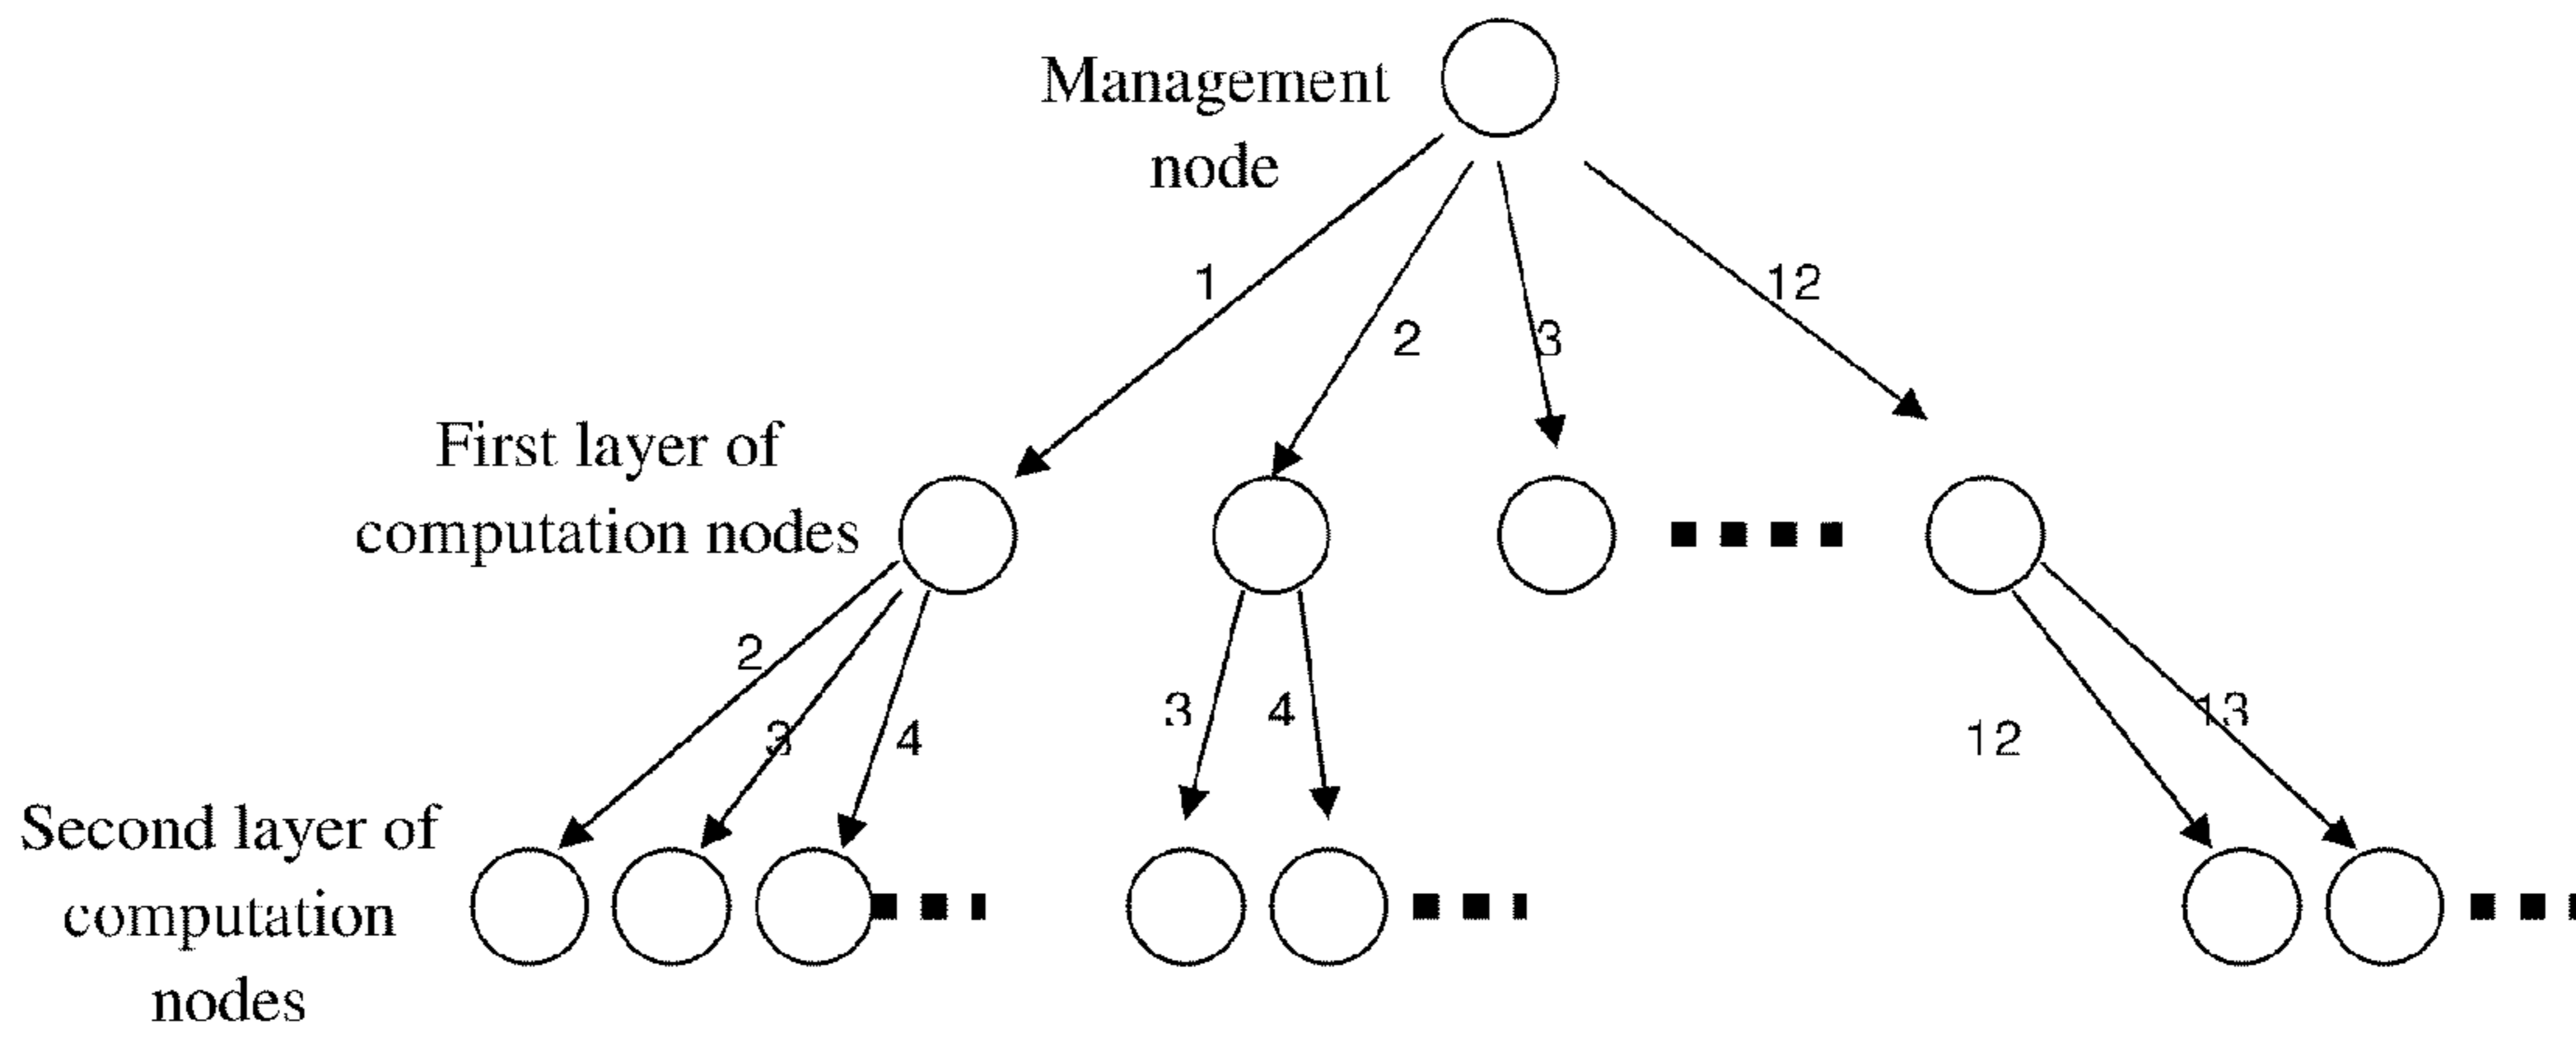 Management
node
1
2
3
12
First layer of
computation nodes
2
3
4
3
4
12
13
Second layer of
computation
nodes